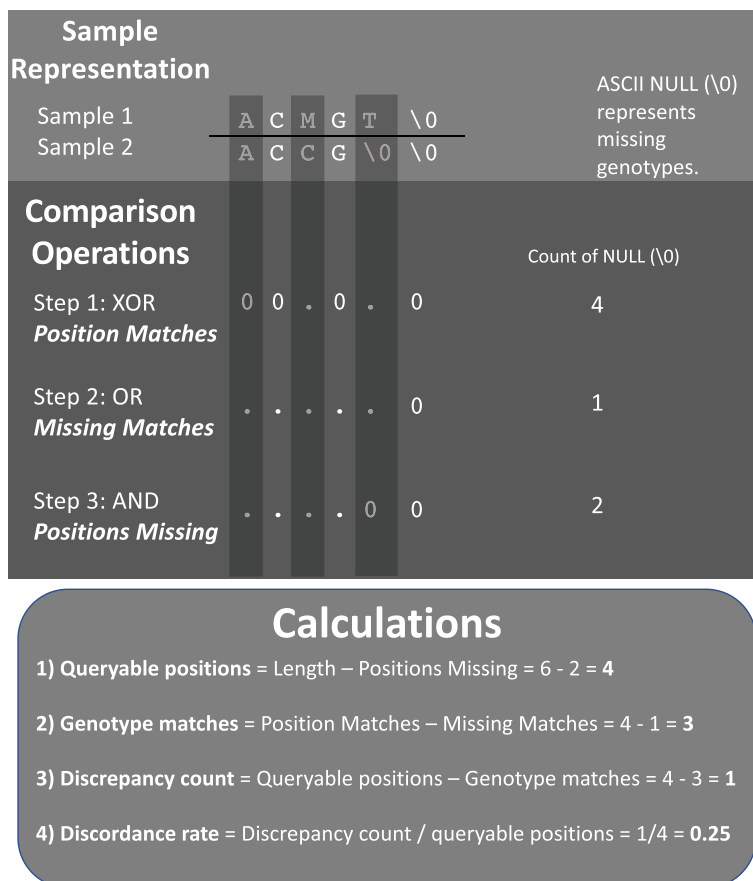 Sample
Representation
Sample 1 A C M G T \0
Sample 2 A C C G \0 \0
ASCII NULL (\0)
represents
missing
genotypes.
Comparison
Operations
Count of NULL (\0)
Step 1: XOR 0 0 . 0 . 0 4
Position Matches
Step 2: OR . . . . . 0 1
Missing Matches
Step 3: AND . . . . 0 0 2
Positions Missing
Calculations
1) Queryable positions = Length – Positions Missing = 6 - 2 = 4
2) Genotype matches = Position Matches – Missing Matches = 4 - 1 = 3
3) Discrepancy count = Queryable positions – Genotype matches = 4 - 3 = 1
4) Discordance rate = Discrepancy count / queryable positions = 1/4 = 0.25